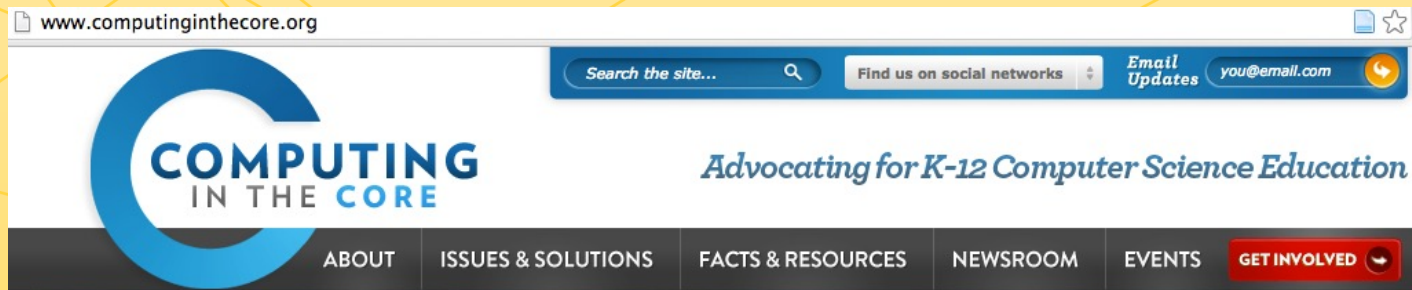 www.computinginthecore.org
Search the site...
Find us on social networks
Email
Updates
you@email.com
COMPUTING
IN THE CORE
Advocating for K-12 Computer Science Education
ABOUT
ISSUES & SOLUTIONS
FACTS & RESOURCES
NEWSROOM
EVENTS
GET INVOLVED